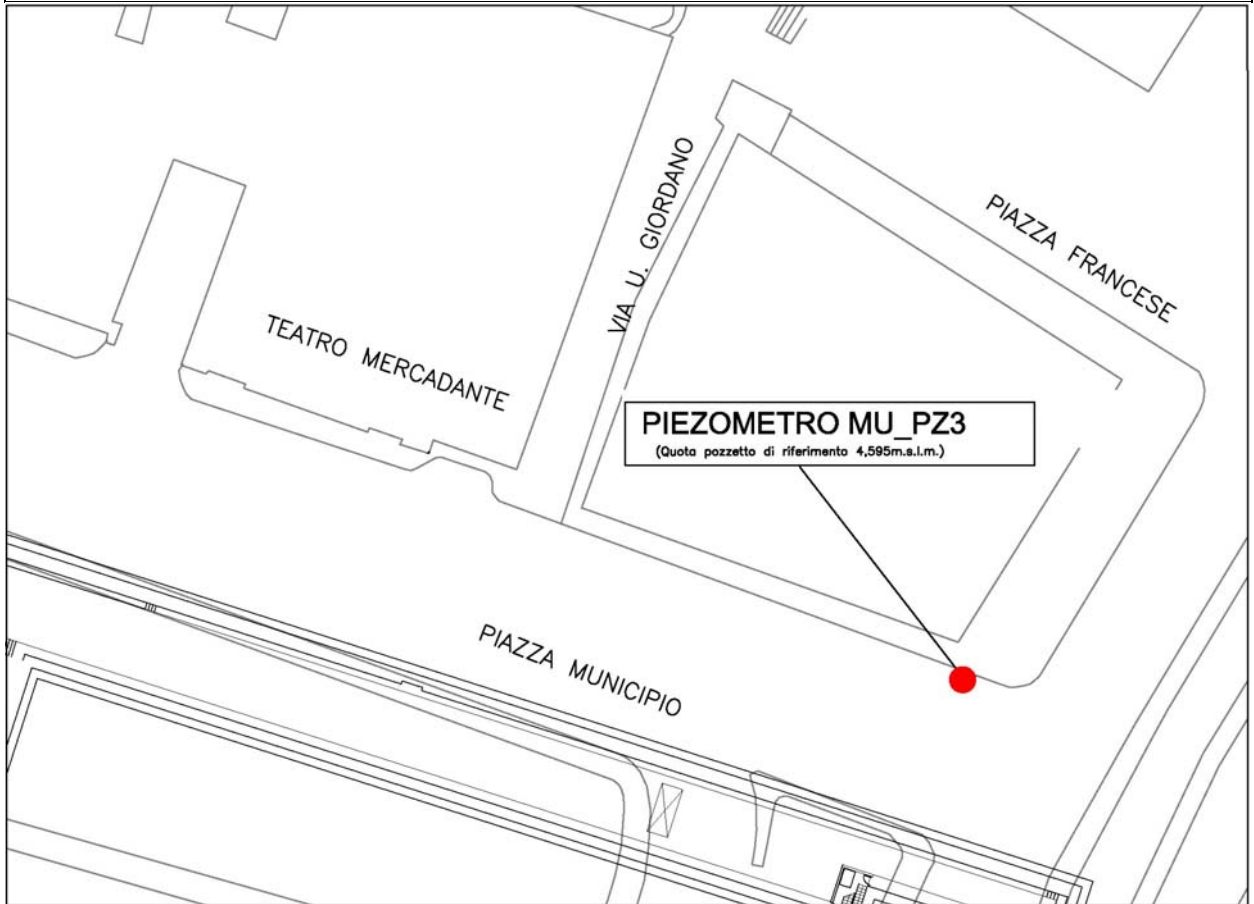 VIA U. GIORDANO
PIAZZA FRANCESE
TEATRO MERCADANTE
PIEZOMETRO MU_PZ3
(Quota pozzetto di riferimento 4,595m.s.l.m.)
PIAZZA MUNICIPIO